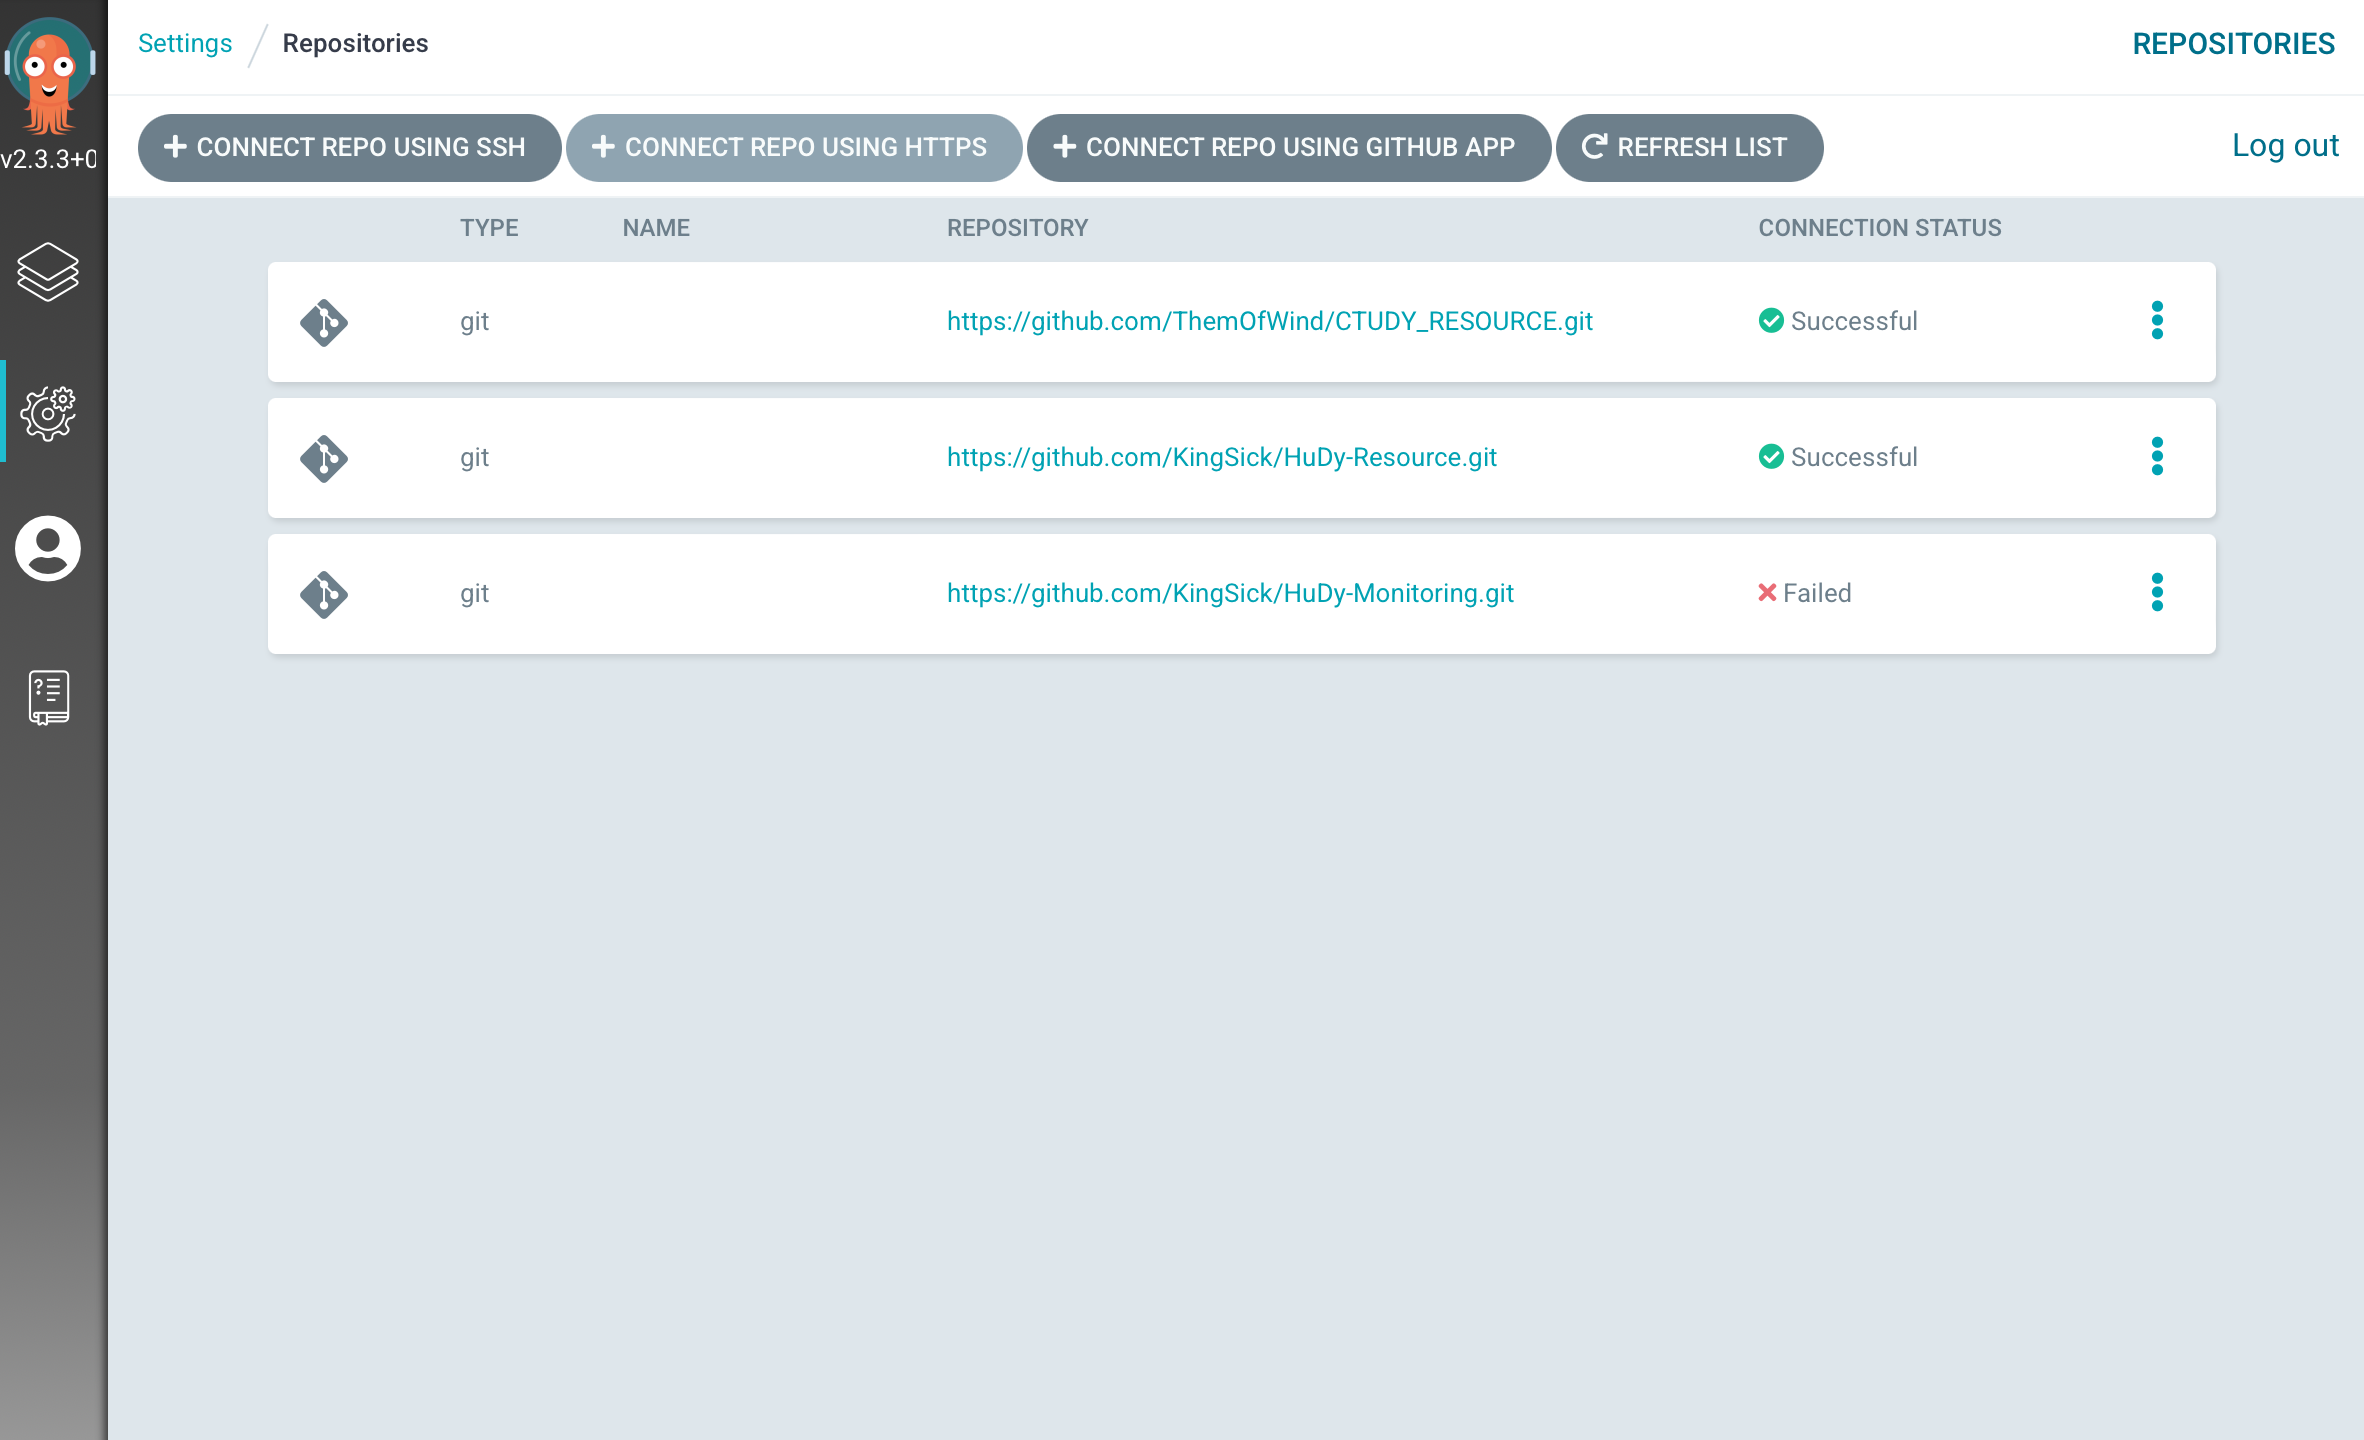 Settings / Repositories
REPOSITORIES
v2.3.3+0
CONNECT REPO USING SSH
CONNECT REPO USING HTTPS
CONNECT REPO USING GITHUB APP
REFRESH LIST
Log out
TYPE NAME REPOSITORY CONNECTION STATUS
git https://github.com/ThemOfWind/CTUDY_RESOURCE.git Successful
git https://github.com/KingSick/HuDy-Resource.git Successful
git https://github.com/KingSick/HuDy-Monitoring.git Failed